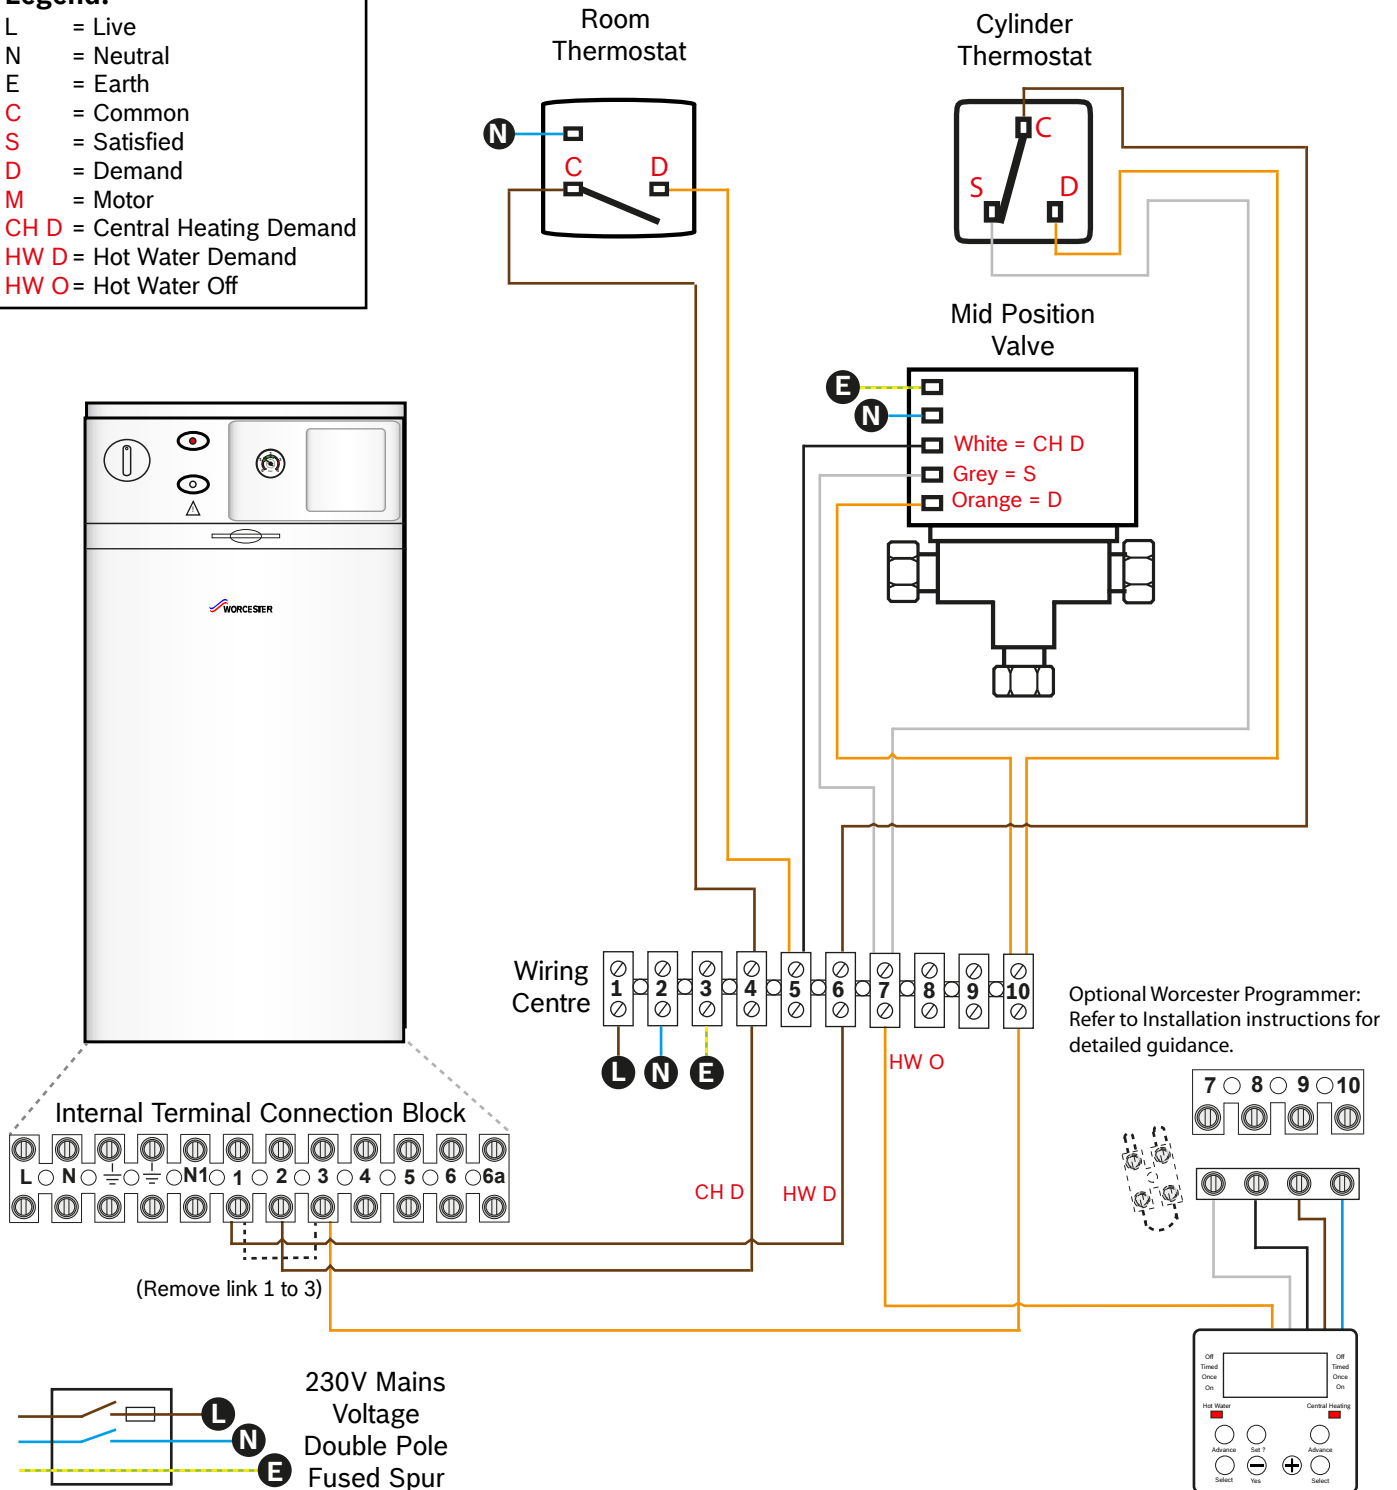 Legend:
L = Live
N = Neutral
E = Earth
C = Common
S = Satisfied
D = Demand
M = Motor
CH D = Central Heating Demand
HW D = Hot Water Demand
HW O = Hot Water Off
Room
Thermostat
N
C
D
Cylinder
Thermostat
C
S
D
Mid Position
Valve
E
N
White = CH D
Grey = S
Orange = D
WORCESTER
Wiring
Centre
1 2 3 4 5 6 7 8 9 10
L N E
HW O
CH D
HW D
Optional Worcester Programmer:
Refer to Installation instructions for
detailed guidance.
7 8 9 10
Internal Terminal Connection Block
L N N1 1 2 3 4 5 6 6a
(Remove link 1 to 3)
230V Mains
Voltage
Double Pole
Fused Spur
L
N
E
Off
Timed
Once
On
Off
Timed
Once
On
Hot Water
Central Heating
Advance
Set ?
Advance
Select
Yes
Select